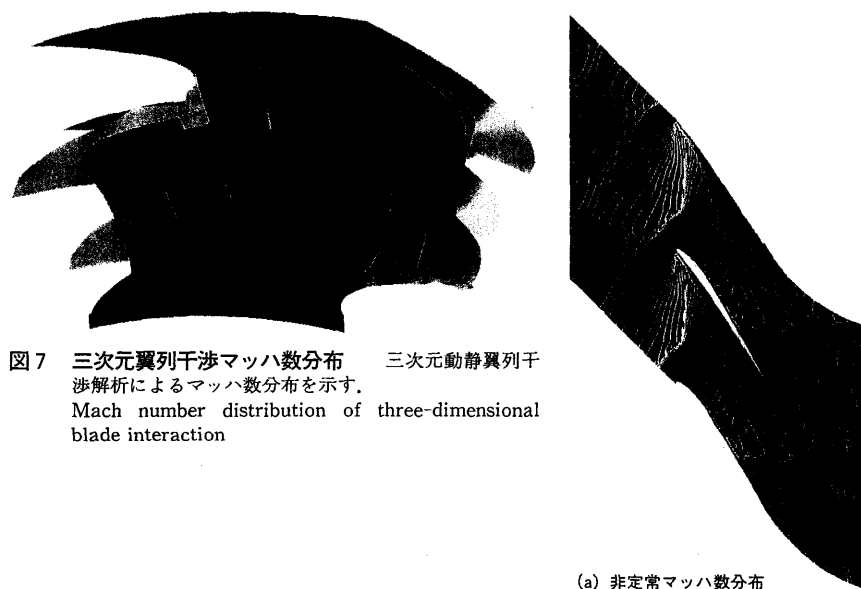 図7 三次元翼列干渉マッハ数分布 三次元動静翼列干
渉解析によるマッハ数分布を示す.
Mach number distribution of three-dimensional
blade interaction
(a) 非定常マッハ数分布